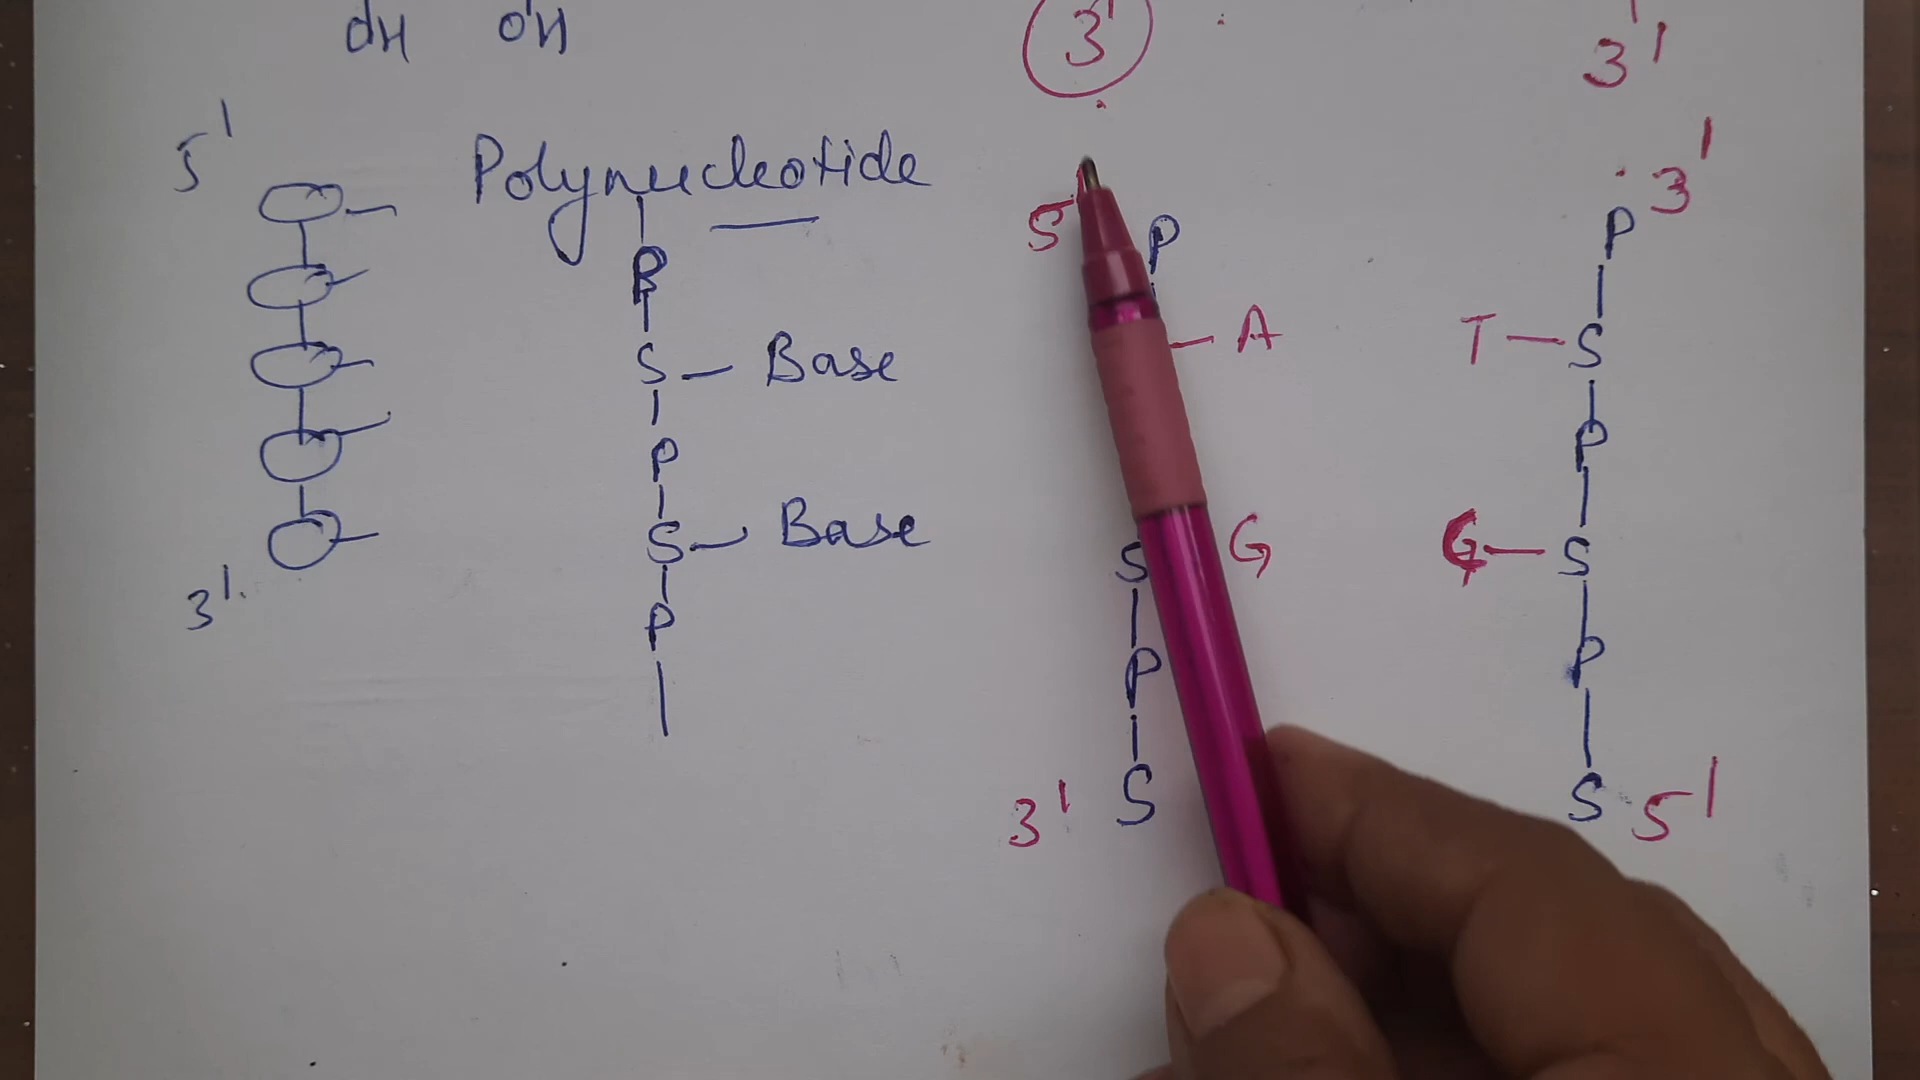 OH OH
3'
3'
5'
Polynucleotide
P
S - Base
P
S - Base
P
3'
5'
P
A
S G
P
3' S
3'
P
T - S
P
C - S
P
S 5'